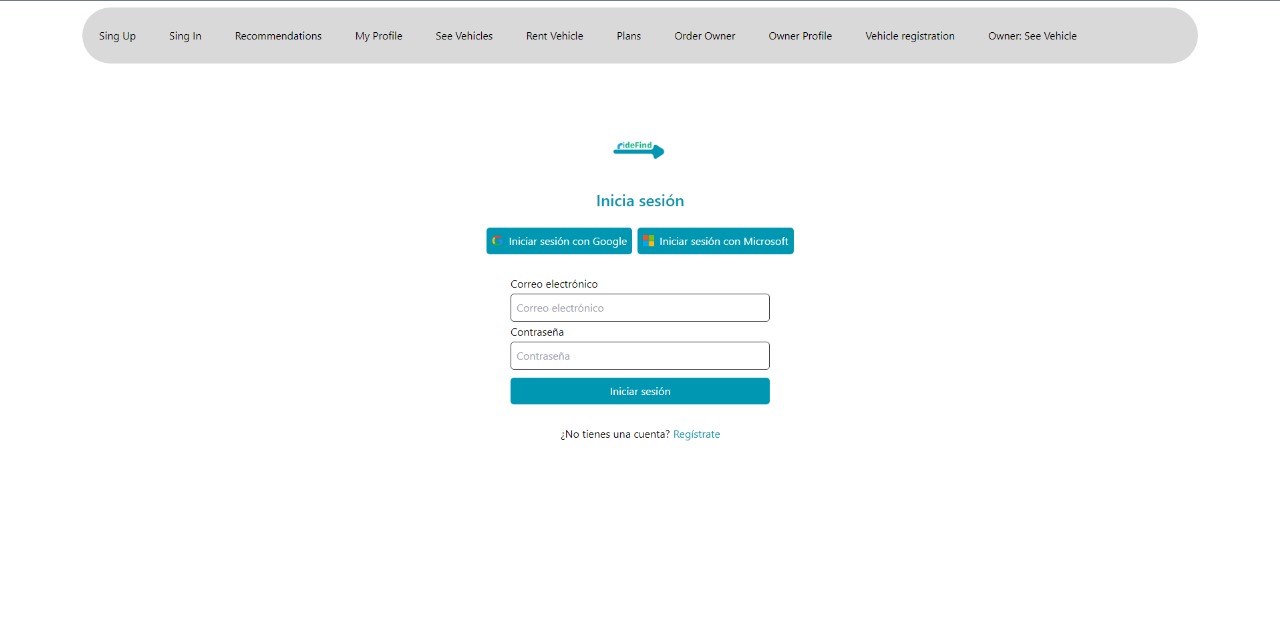 Sing Up Sing In Recommendations My Profile See Vehicles Rent Vehicle Plans Order Owner Owner Profile Vehicle registration Owner: See Vehicle
rideFind
Inicia sesión
Iniciar sesión con Google Iniciar sesión con Microsoft
Correo electrónico
Correo electrónico
Contraseña
Contraseña
Iniciar sesión
¿No tienes una cuenta? Regístrate